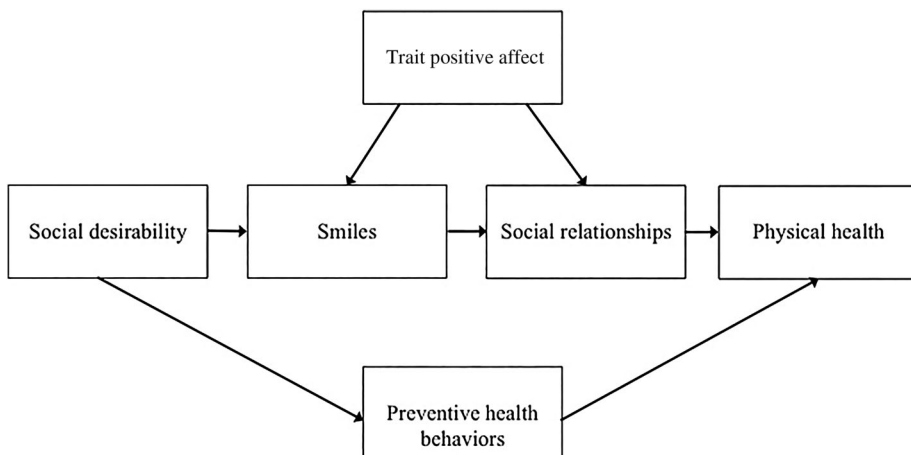 Trait positive affect
Social desirability
Smiles
Social relationships
Physical health
Preventive health
behaviors